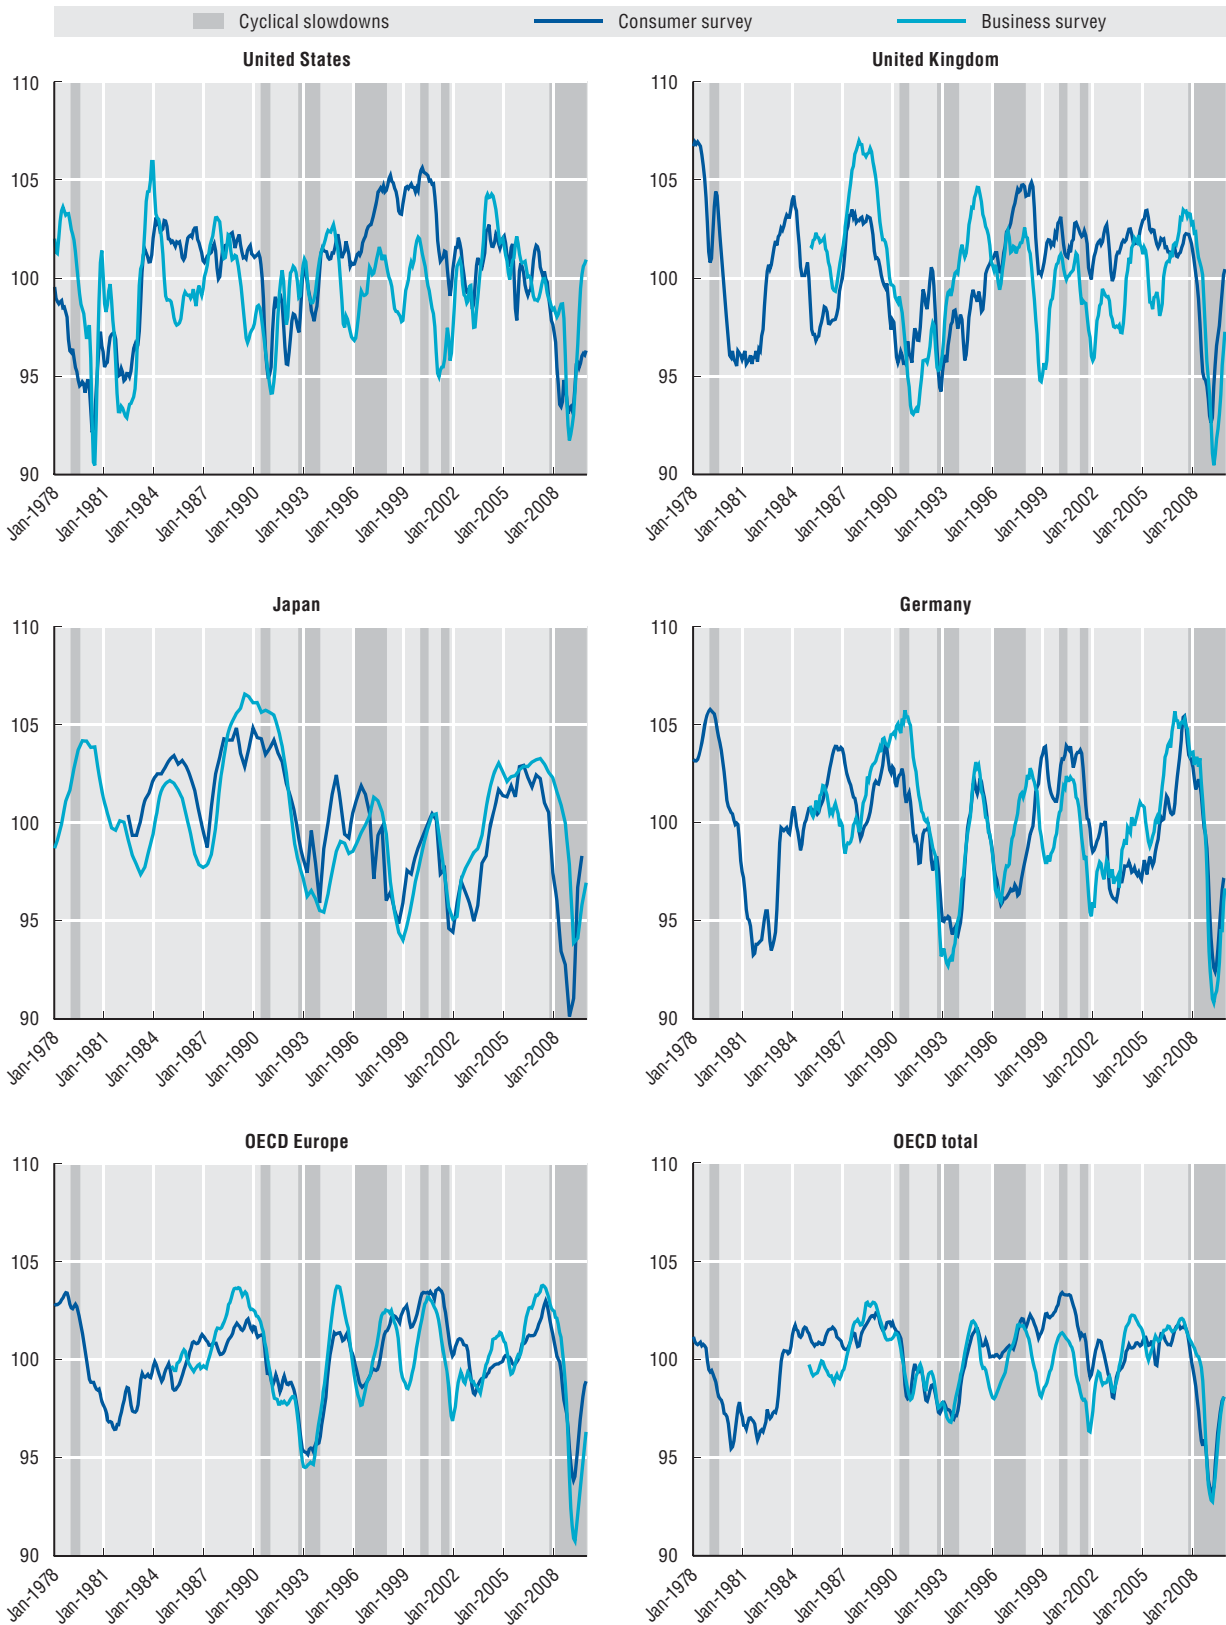 Cyclical slowdowns Consumer survey Business survey
United States
110
105
100
95
90
Jan-1978 Jan-1981 Jan-1984 Jan-1987 Jan-1990 Jan-1993 Jan-1996 Jan-1999 Jan-2002 Jan-2005 Jan-2008
United Kingdom
110
105
100
95
90
Jan-1978 Jan-1981 Jan-1984 Jan-1987 Jan-1990 Jan-1993 Jan-1996 Jan-1999 Jan-2002 Jan-2005 Jan-2008
Japan
110
105
100
95
90
Jan-1978 Jan-1981 Jan-1984 Jan-1987 Jan-1990 Jan-1993 Jan-1996 Jan-1999 Jan-2002 Jan-2005 Jan-2008
Germany
110
105
100
95
90
Jan-1978 Jan-1981 Jan-1984 Jan-1987 Jan-1990 Jan-1993 Jan-1996 Jan-1999 Jan-2002 Jan-2005 Jan-2008
OECD Europe
110
105
100
95
90
Jan-1978 Jan-1981 Jan-1984 Jan-1987 Jan-1990 Jan-1993 Jan-1996 Jan-1999 Jan-2002 Jan-2005 Jan-2008
OECD total
110
105
100
95
90
Jan-1978 Jan-1981 Jan-1984 Jan-1987 Jan-1990 Jan-1993 Jan-1996 Jan-1999 Jan-2002 Jan-2005 Jan-2008